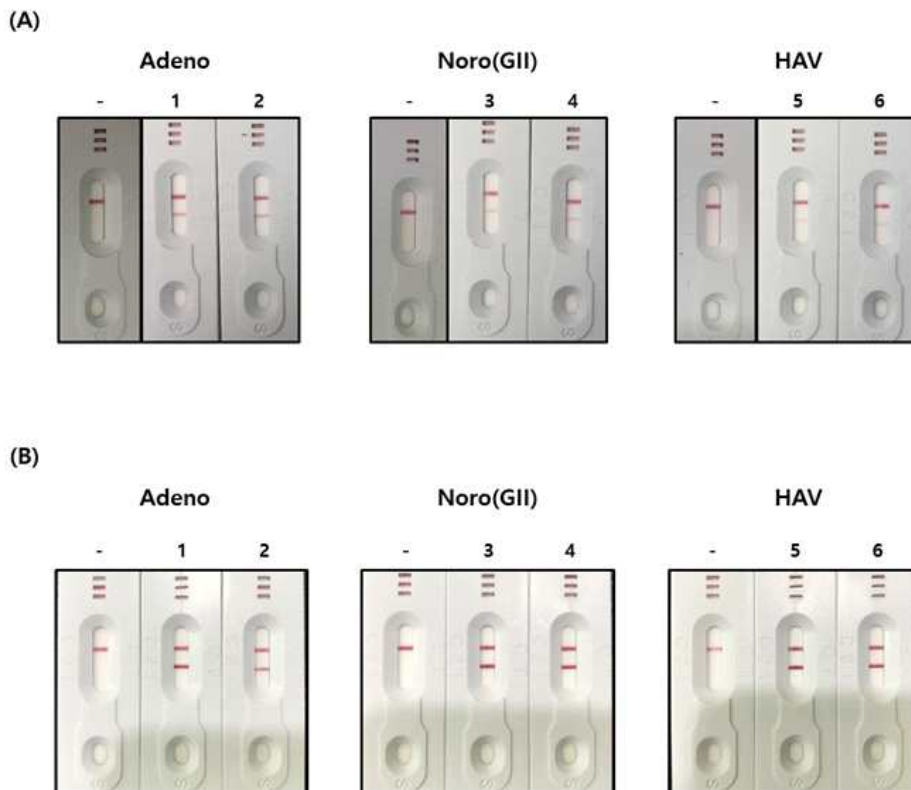 (A)
Adeno Noro(GII) HAV
- 1 2 - 3 4 - 5 6
S S S S S S
(B)
Adeno Noro(GII) HAV
- 1 2 - 3 4 - 5 6
S S S S S S S S S